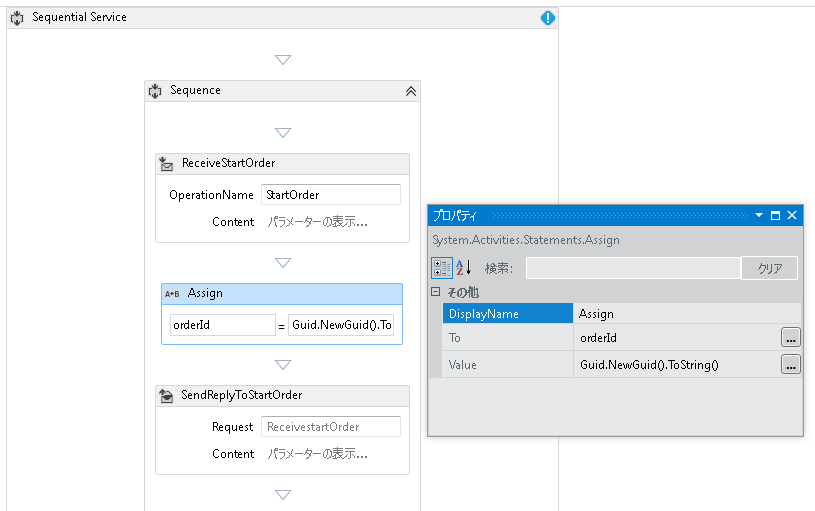 Sequential Service
Sequence
ReceiveStartOrder
OperationName StartOrder
Content パラメーターの表示...
A+B Assign
orderId = Guid.NewGuid().To
SendReplyToStartOrder
Request ReceivestartOrder
Content パラメーターの表示...
プロパティ
System.Activities.Statements.Assign
検索: クリア
その他
DisplayName Assign
To orderId ...
Value Guid.NewGuid().ToString() ...